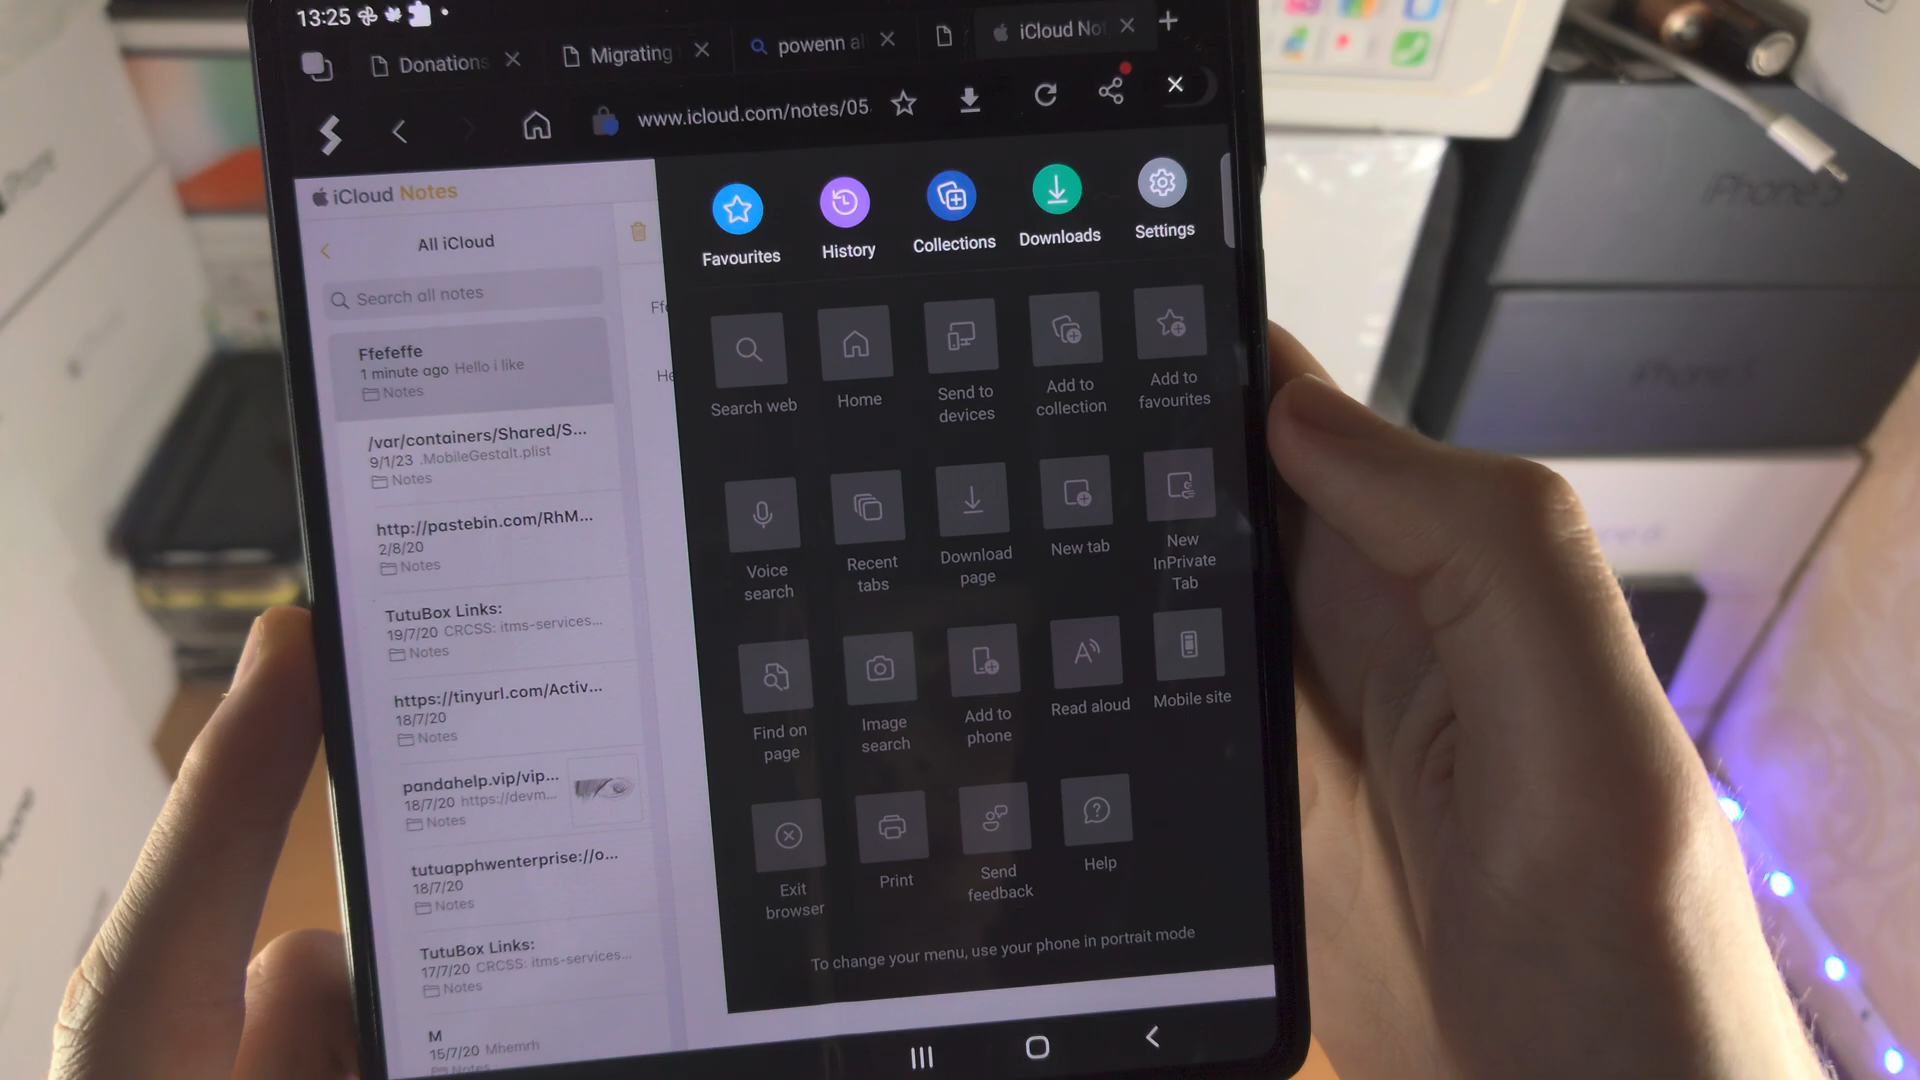 13:25
Donations
Migrating
powenn al
iCloud Not
www.icloud.com/notes/05
iCloud Notes
All iCloud
Search all notes
Ffefeffe
1 minute ago Hello i like
Notes
/var/containers/Shared/S...
9/1/23 .MobileGestalt.plist
Notes
http://pastebin.com/RhM...
2/8/20
Notes
TutuBox Links:
19/7/20 CRCSS: itms-services...
Notes
https://tinyurl.com/Activ...
18/7/20
Notes
pandahelp.vip/vip...
18/7/20 https://devm...
Notes
tutuapphwenterprise://o...
18/7/20
Notes
TutuBox Links:
17/7/20 CRCSS: itms-services...
Notes
M
15/7/20 Mhemrh
Notes
Ffe
He
Favourites
History
Collections
Downloads
Settings
Search web
Home
Send to
devices
Add to
collection
Add to
favourites
Voice
search
Recent
tabs
Download
page
New tab
New
InPrivate
Tab
Find on
page
Image
search
Add to
phone
Read aloud
Mobile site
Exit
browser
Print
Send
feedback
Help
To change your menu, use your phone in portrait mode